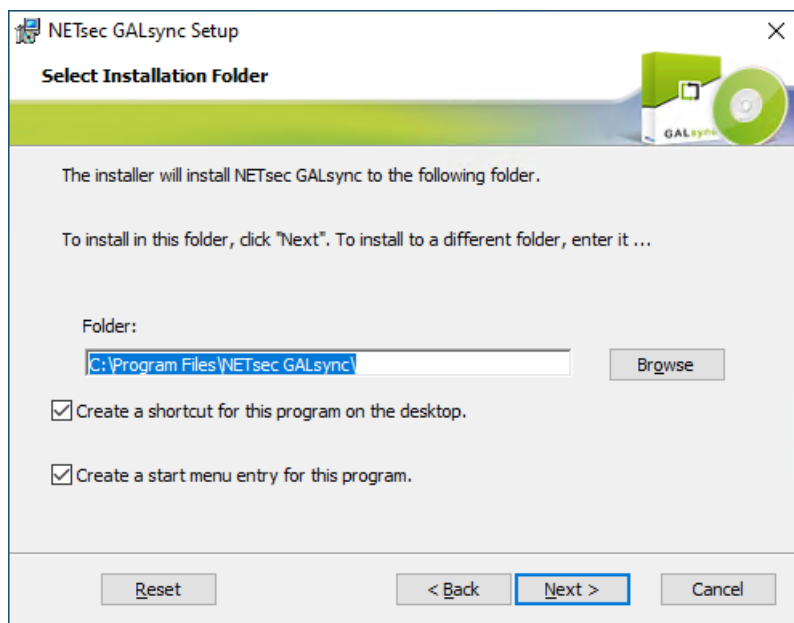 NETsec GALsync Setup
Select Installation Folder
GALsync
The installer will install NETsec GALsync to the following folder.
To install in this folder, click "Next". To install to a different folder, enter it ...
Folder:
C:\Program Files\NETsec GALsync\
Browse
Create a shortcut for this program on the desktop.
Create a start menu entry for this program.
Reset
< Back
Next >
Cancel